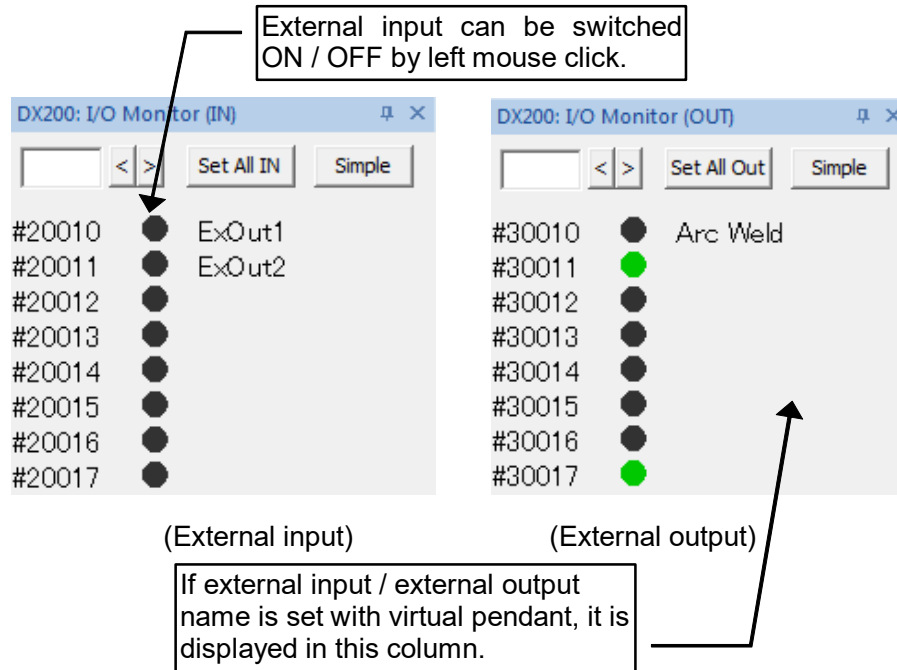 External input can be switched
ON / OFF by left mouse click.
DX200: I/O Monitor (IN)
< > Set All IN Simple
#20010 ExOut1
#20011 ExOut2
#20012
#20013
#20014
#20015
#20016
#20017
DX200: I/O Monitor (OUT)
< > Set All Out Simple
#30010 Arc Weld
#30011
#30012
#30013
#30014
#30015
#30016
#30017
(External input)
(External output)
If external input / external output
name is set with virtual pendant, it is
displayed in this column.